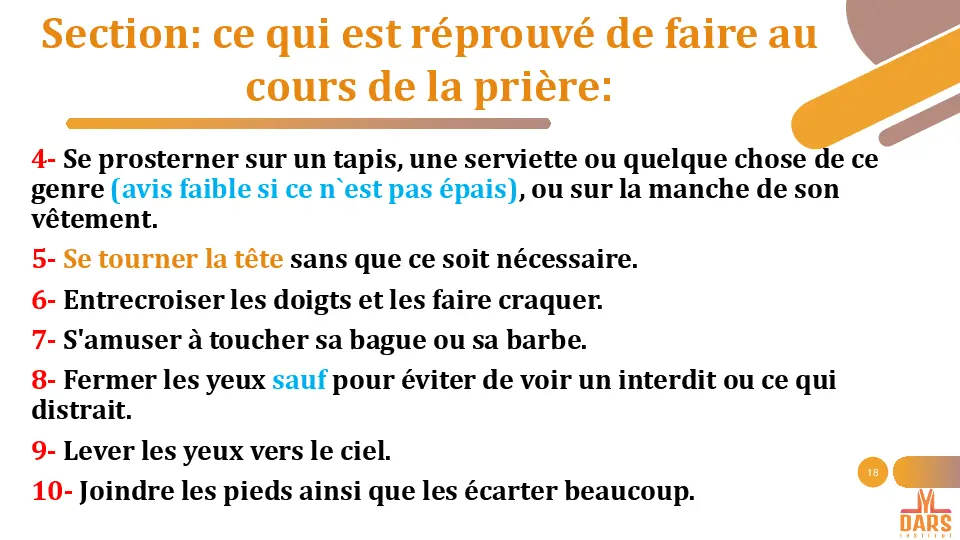 Section: ce qui est réprouvé de faire au
cours de la prière:
4- Se prosterner sur un tapis, une serviette ou quelque chose de ce
genre (avis faible si ce n`est pas épais), ou sur la manche de son
vêtement.
5- Se tourner la tête sans que ce soit nécessaire.
6- Entrecroiser les doigts et les faire craquer.
7- S'amuser à toucher sa bague ou sa barbe.
8- Fermer les yeux sauf pour éviter de voir un interdit ou ce qui
distrait.
9- Lever les yeux vers le ciel.
10- Joindre les pieds ainsi que les écarter beaucoup.
18
DARS
INSTITUT